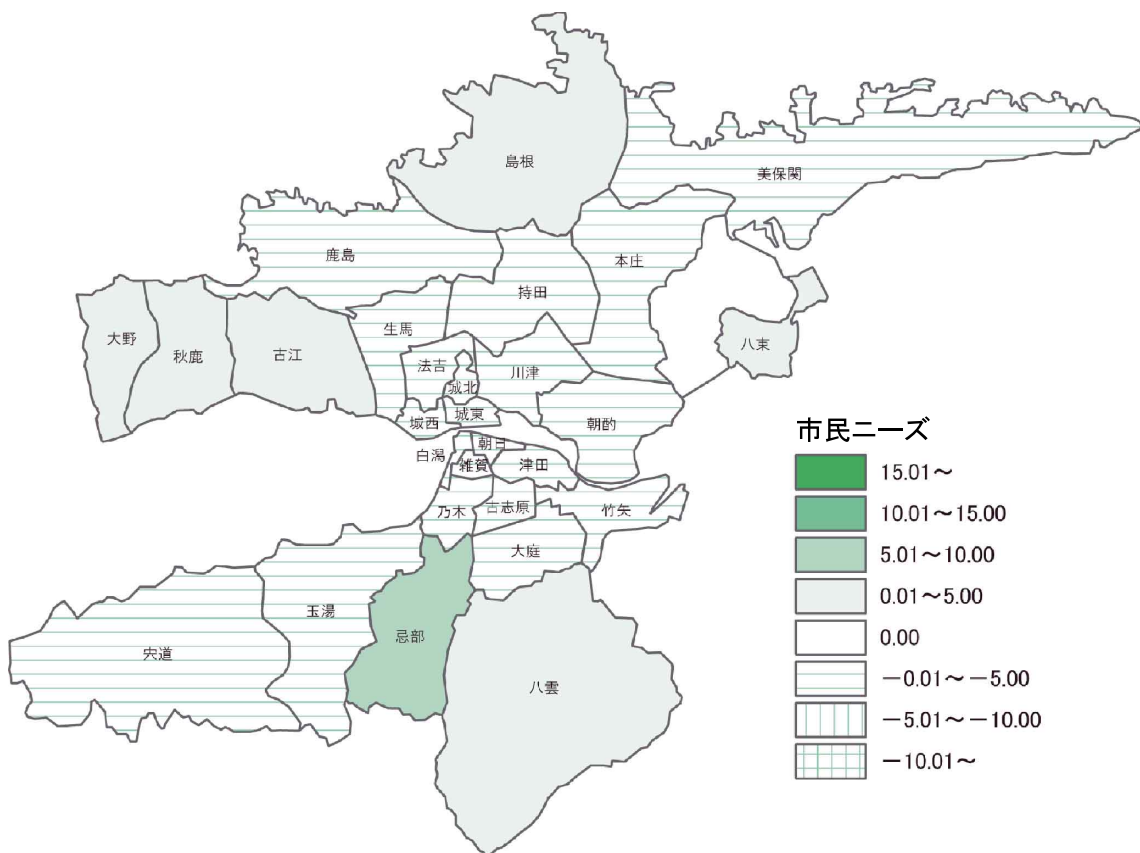 島根
美保関
鹿島
本庄
持田
大野
秋鹿
古江
生馬
八束
法吉
川津
城北
城西
城東
朝酌
白潟
朝日
雑賀
津田
乃木
古志原
竹矢
大庭
玉湯
忌部
宍道
八雲
市民ニーズ
15.01～
10.01～15.00
5.01～10.00
0.01～5.00
0.00
－0.01～－5.00
－5.01～－10.00
－10.01～